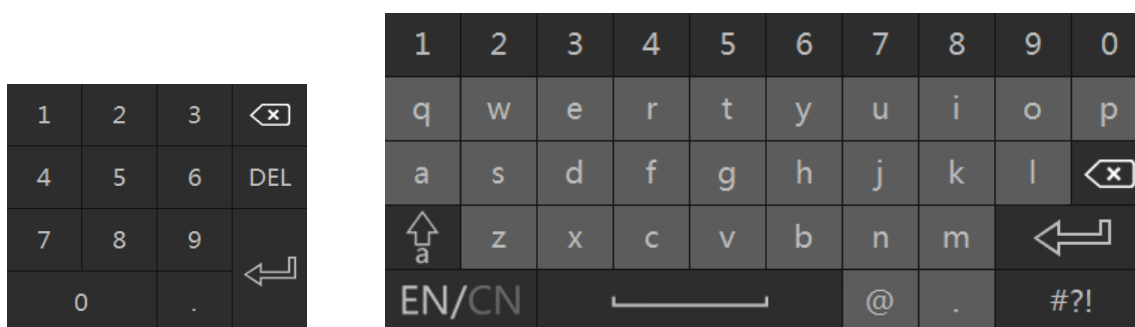 1 2 3
4 5 6 DEL
7 8 9
0 .
1 2 3 4 5 6 7 8 9 0
q w e r t y u i o p
a s d f g h j k l
a z x c v b n m
EN/CN @ . #?!